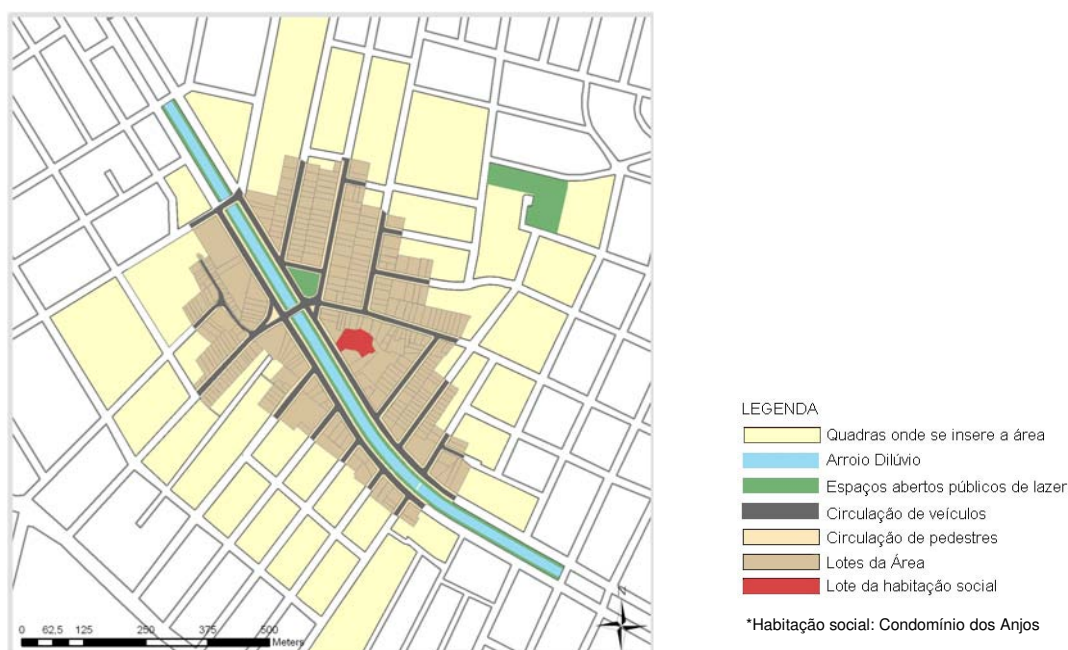 LEGENDA
Quadras onde se insere a área
Arroio Dilúvio
Espaços abertos públicos de lazer
Circulação de veículos
Circulação de pedestres
Lotes da Área
Lote da habitação social
*Habitação social: Condomínio dos Anjos
0 62,5 125 250 375 500
Meters